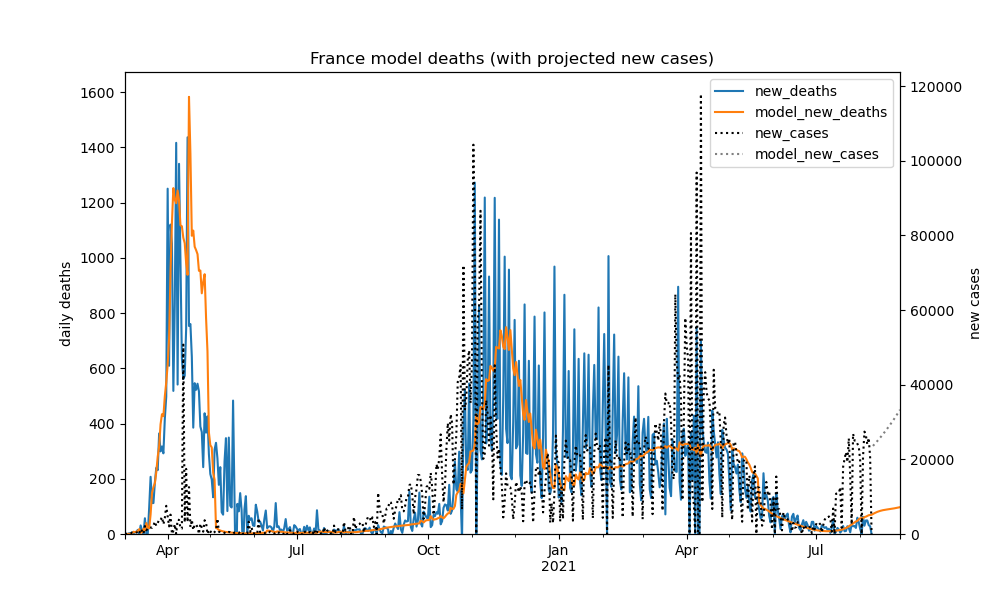 France model deaths (with projected new cases)
new_deaths
model_new_deaths
new_cases
model_new_cases
daily deaths
new cases
1600
1400
1200
1000
800
600
400
200
0
120000
100000
80000
60000
40000
20000
0
Apr
Jul
Oct
Jan
2021
Apr
Jul